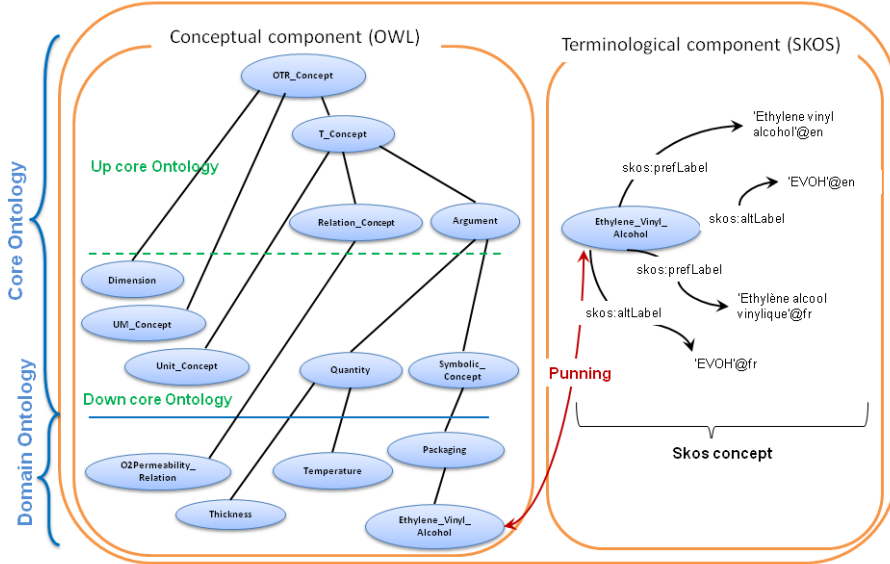 Conceptual component (OWL)
Terminological component (SKOS)
Core Ontology
Domain Ontology
OTR_Concept
T_Concept
Up core Ontology
Relation_Concept
Argument
Dimension
UM_Concept
Unit_Concept
Quantity
Symbolic_
Concept
Down core Ontology
O2Permeability_
Relation
Temperature
Packaging
Thickness
Ethylene_Vinyl_
Alcohol
Punning
'Ethylene vinyl
alcohol'@en
skos:prefLabel
'EVOH'@en
skos:altLabel
Ethylene_Vinyl_
Alcohol
skos:prefLabel
'Ethylène alcool
vinylique'@fr
skos:altLabel
'EVOH'@fr
Skos concept